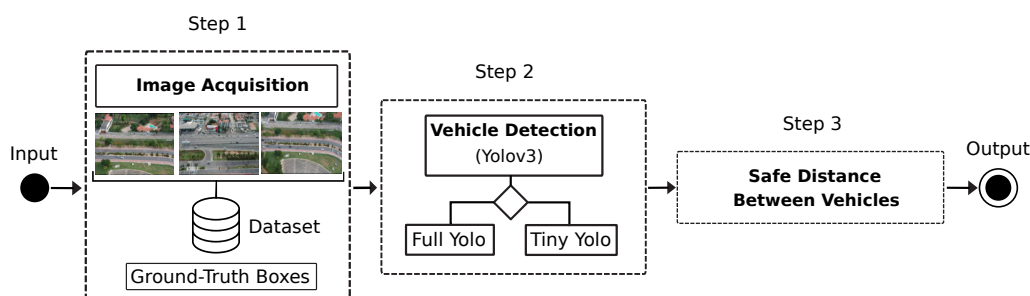 Step 1
Image Acquisition
Dataset
Ground-Truth Boxes
Input
Step 2
Vehicle Detection
(Yolov3)
Full Yolo
Tiny Yolo
Step 3
Safe Distance
Between Vehicles
Output